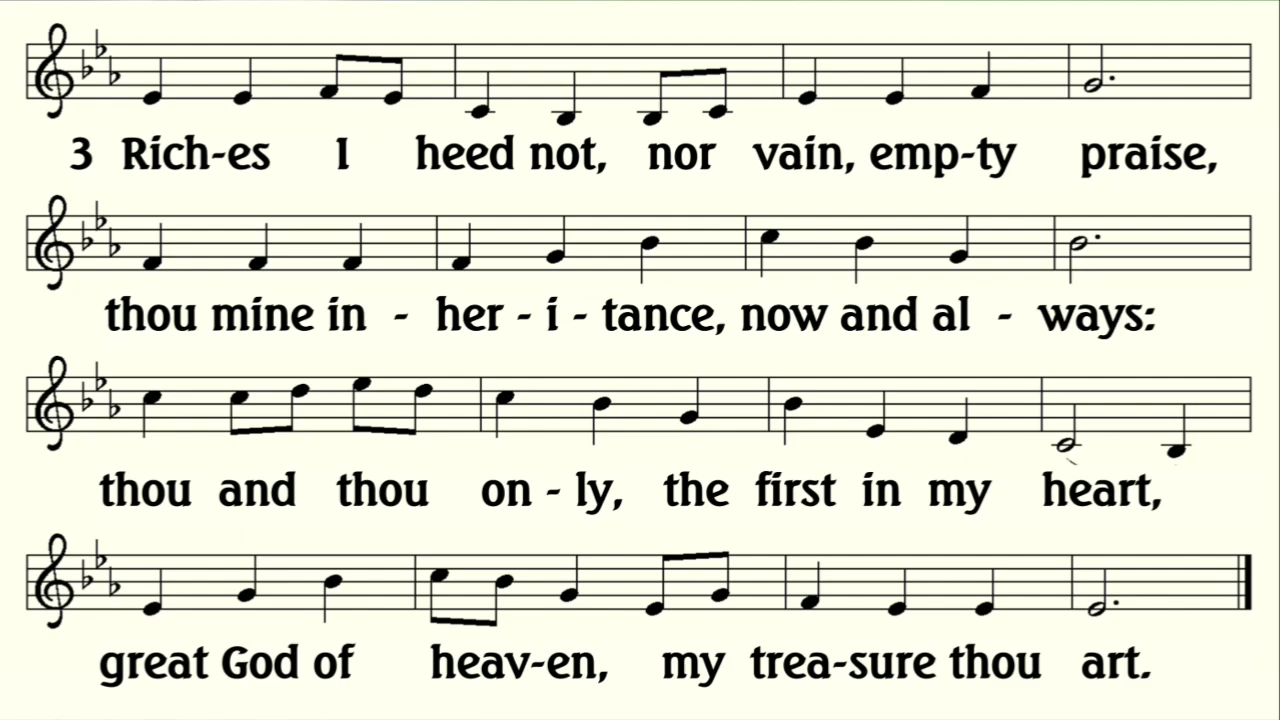 3 Rich-es I heed not, nor vain, emp-ty praise,
thou mine in - her - i - tance, now and al - ways:
thou and thou on - ly, the first in my heart,
great God of heav-en, my trea-sure thou art.